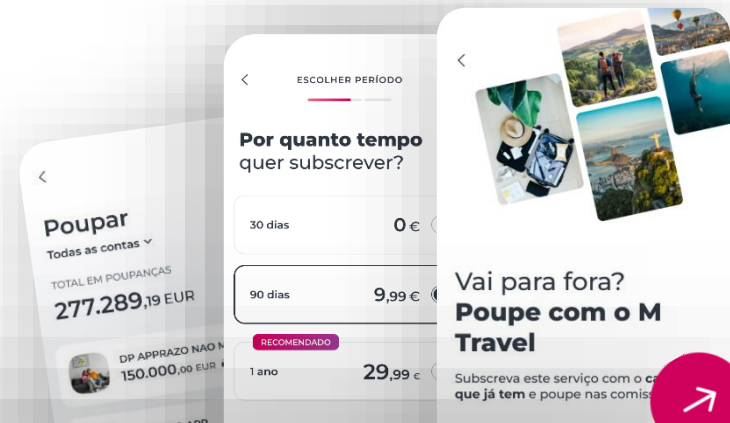 Poupar
Todas as contas
TOTAL EM POUPANÇAS
277.289,19 EUR
DP APPRAZO NAO
150.000,00 EUR
ESCOLHER PERÍODO
Por quanto tempo
quer subscrever?
30 dias 0 €
90 dias 9,99 €
RECOMENDADO
1 ano 29,99 €
Vai para fora?
Poupe com o M
Travel
Subscreva este serviço com o
que já tem e poupe nas